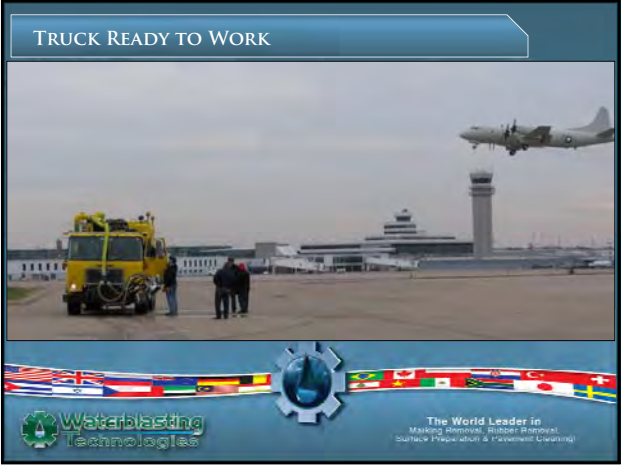 Truck Ready to Work
Waterblasting
Technologies
The World Leader in
Marking Removal, Rubber Removal,
Surface Preparation & Pavement Cleaning!